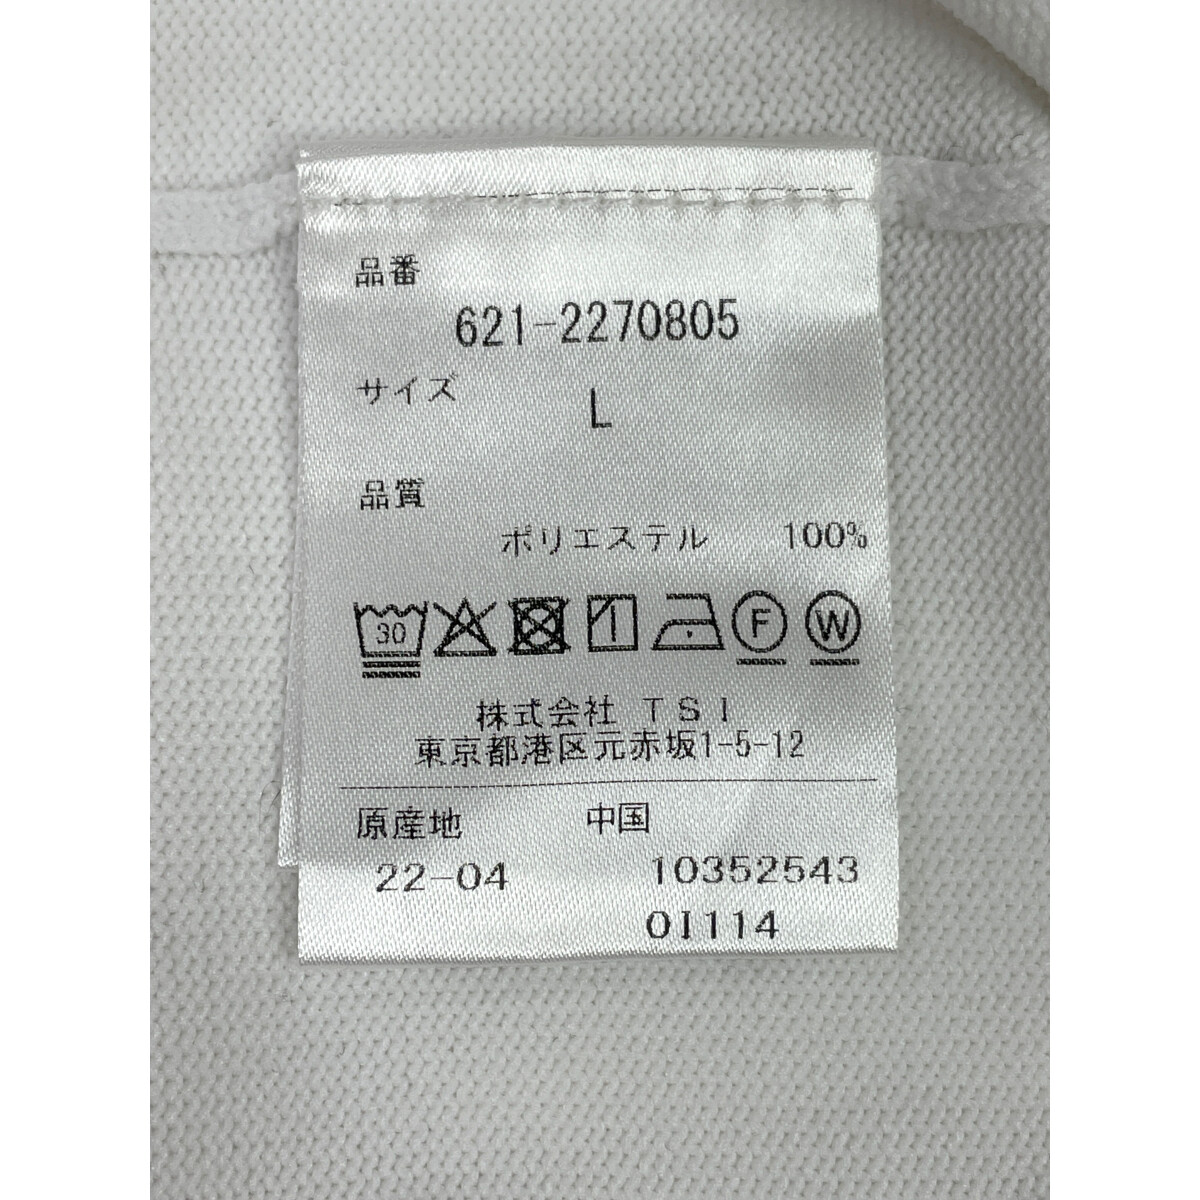 品番
621-2270805
サイズ L
品質
ポリエステル 100%
30 1 F W
株式会社 TSI
東京都港区元赤坂1-5-12
原産地 中国
22-04 10352543
01114